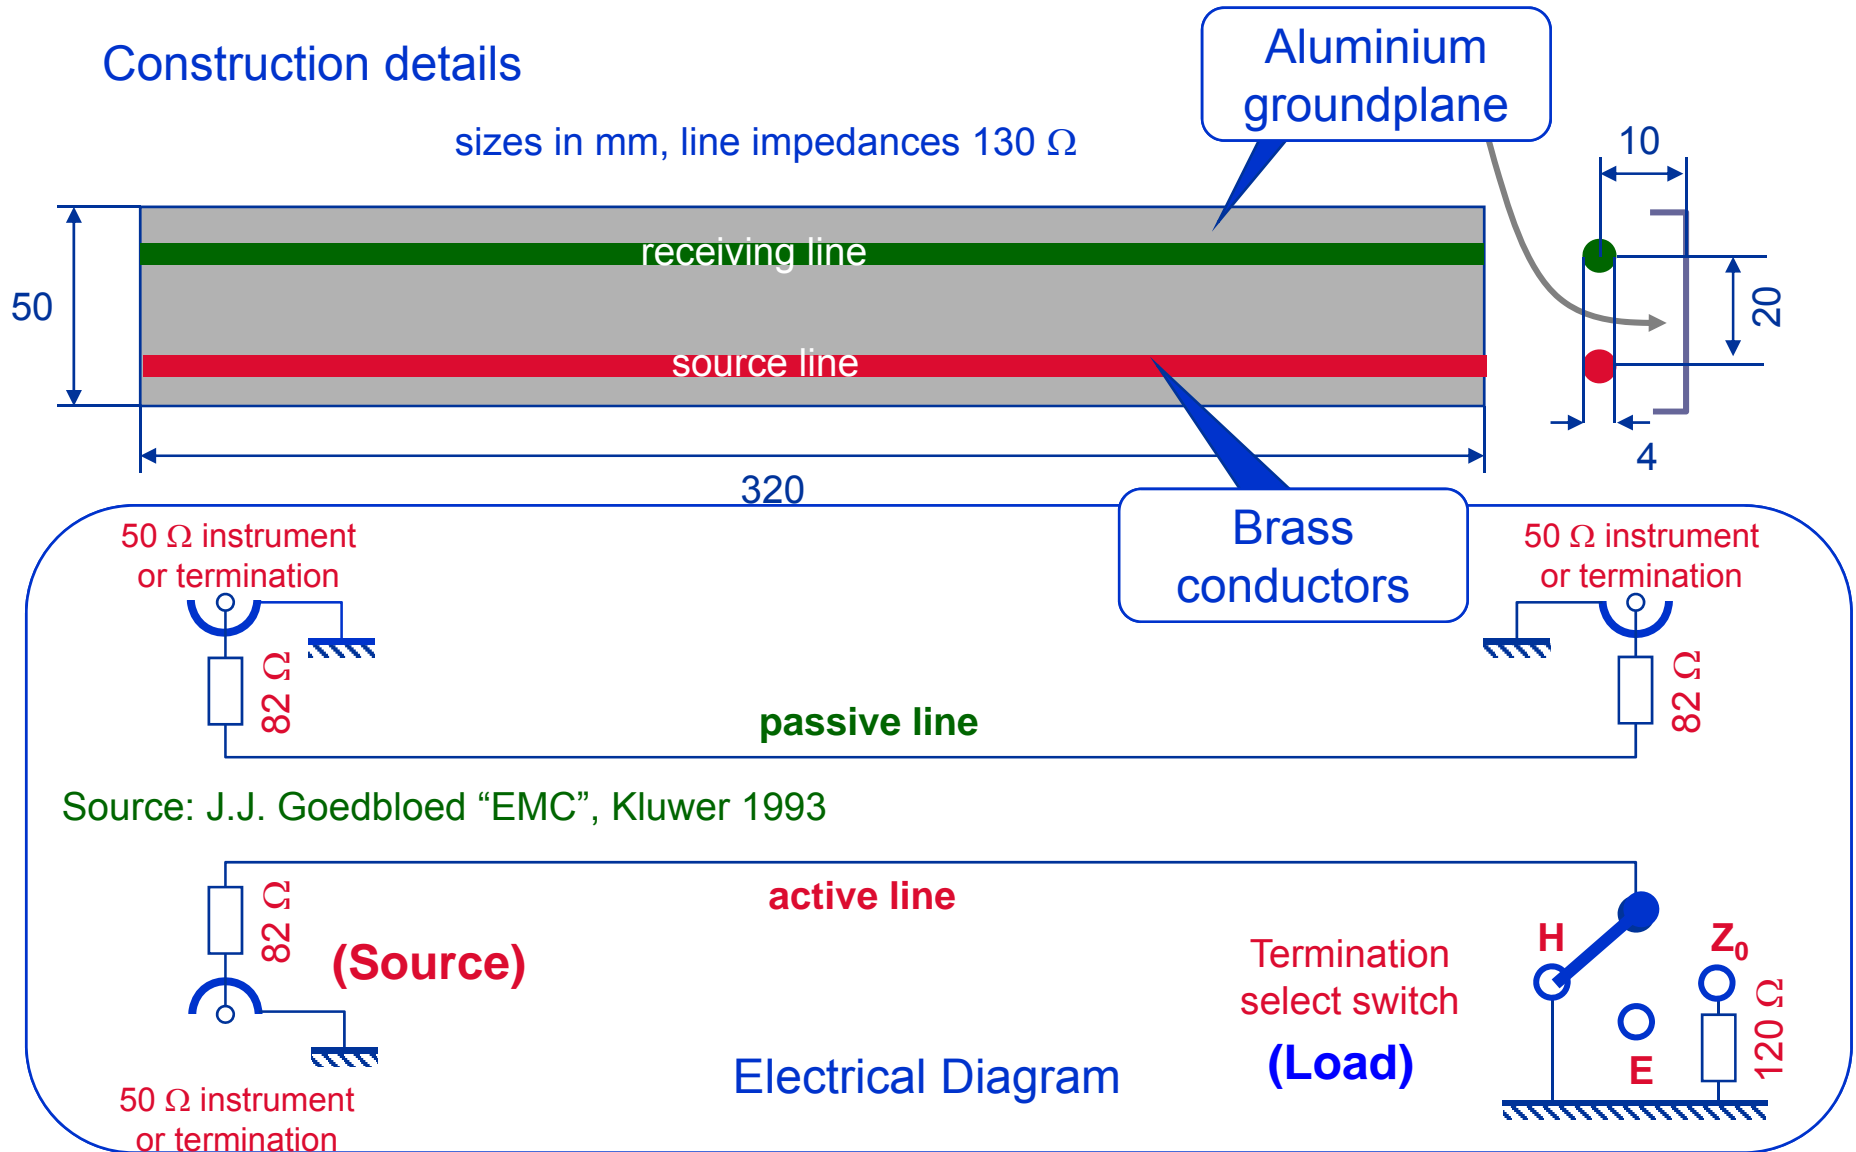 Construction details
Aluminium
groundplane
sizes in mm, line impedances 130 Ω
10
receiving line
50
20
source line
4
320
Brass
conductors
50 Ω instrument
or termination
50 Ω instrument
or termination
82 Ω
82 Ω
passive line
Source: J.J. Goedbloed “EMC”, Kluwer 1993
82 Ω
active line
(Source)
Termination
select switch
(Load)
H
Z0
E
120 Ω
Electrical Diagram
50 Ω instrument
or termination